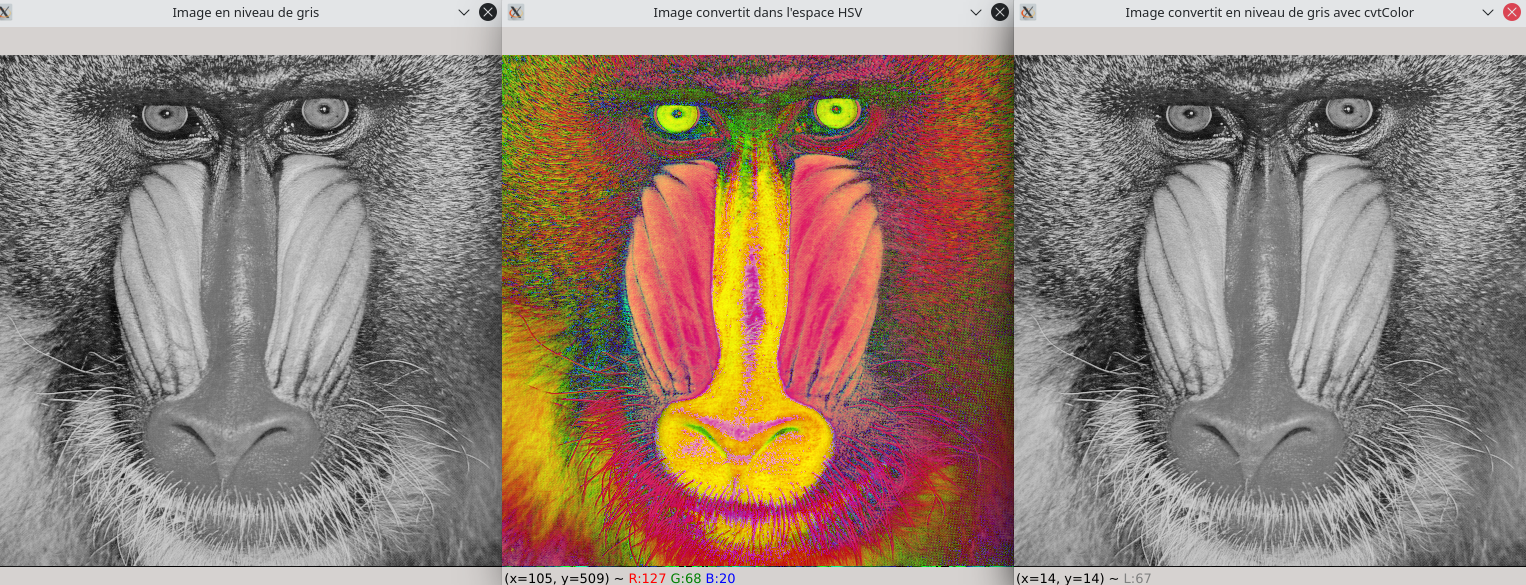 Image en niveau de gris
Image convertit dans l'espace HSV
Image convertit en niveau de gris avec cvtColor
(x=105, y=509) ~ R:127 G:68 B:20
(x=14, y=14) ~ L:67